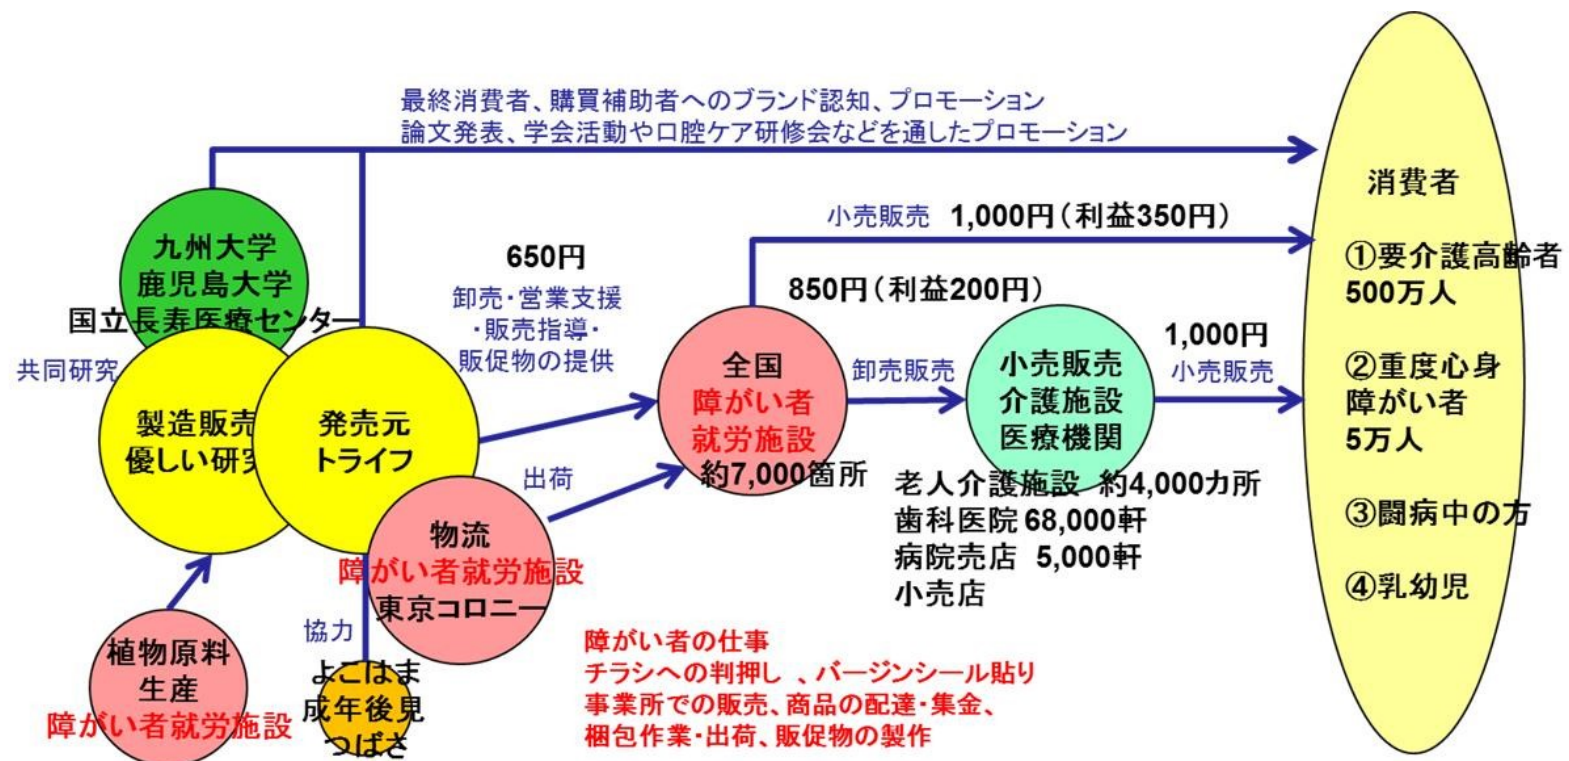 最終消費者、購買補助者へのブランド認知、プロモーション
論文発表、学会活動や口腔ケア研修会などを通したプロモーション
九州大学
鹿児島大学
国立長寿医療センター
共同研究
製造販売
優しい研究
発売元
トライフ
650円
卸売・営業支援
・販売指導・
販促物の提供
出荷
物流
障がい者就労施設
東京コロニー
植物原料
生産
障がい者就労施設
協力
よこはま
成年後見
つばさ
小売販売 1,000円(利益350円)
850円(利益200円)
全国
障がい者
就労施設
約7,000箇所
卸売販売
小売販売
介護施設
医療機関
老人介護施設 約4,000カ所
歯科医院 68,000軒
病院売店 5,000軒
小売店
1,000円
小売販売
消費者
①要介護高齢者
500万人
②重度心身
障がい者
5万人
③闘病中の方
④乳幼児
障がい者の仕事
チラシへの判押し 、バージンシール貼り
事業所での販売、商品の配達・集金、
梱包作業・出荷、販促物の製作